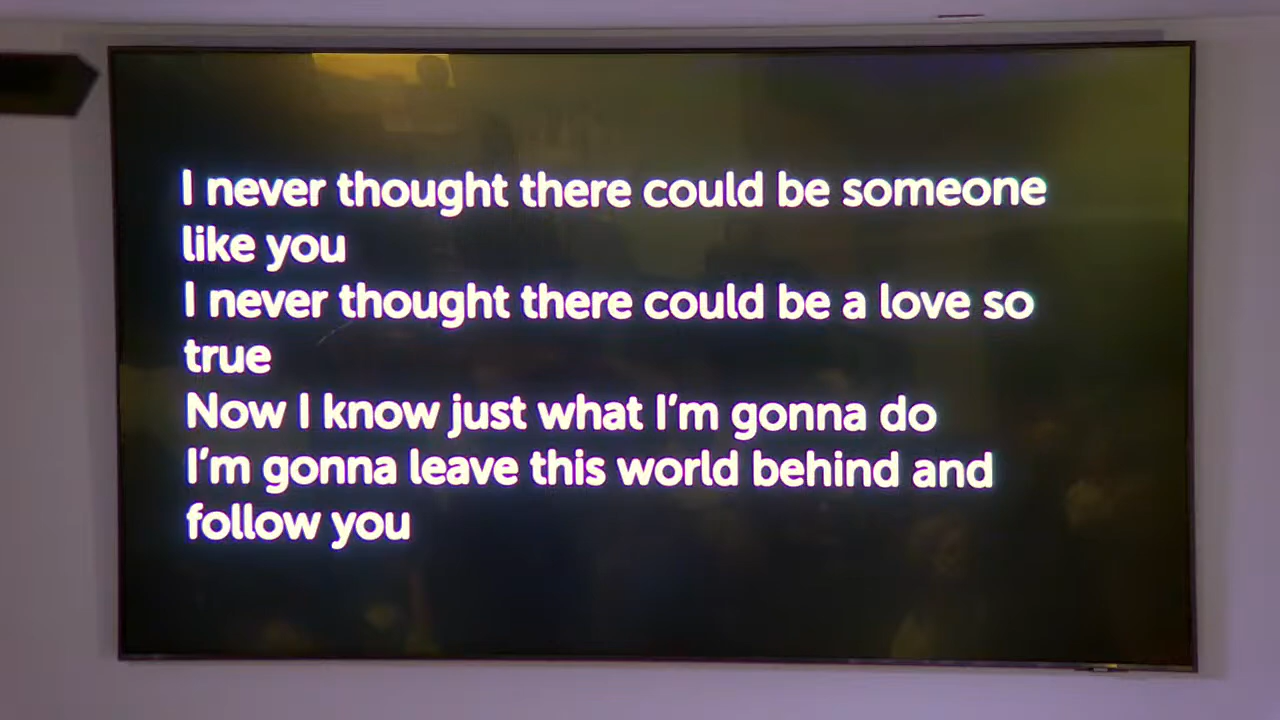 I never thought there could be someone
like you
I never thought there could be a love so
true
Now I know just what I'm gonna do
I'm gonna leave this world behind and
follow you